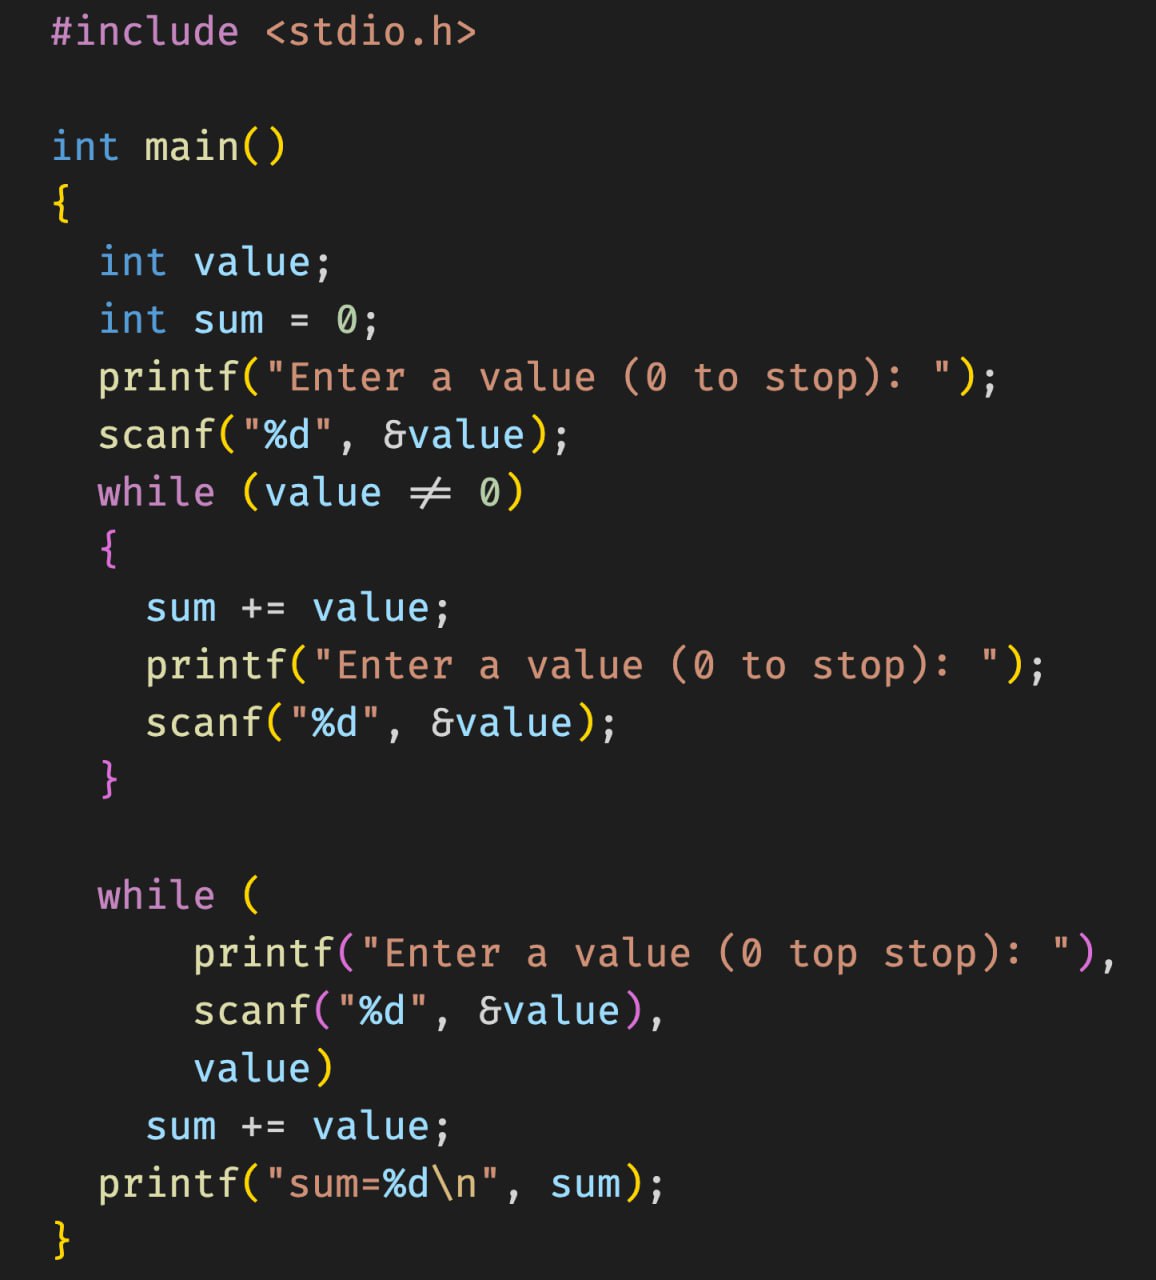 #include <stdio.h>

int main()
{
  int value;
  int sum = 0;
  printf("Enter a value (0 to stop): ");
  scanf("%d", &value);
  while (value ≠ 0)
  {
    sum += value;
    printf("Enter a value (0 to stop): ");
    scanf("%d", &value);
  }

  while (
      printf("Enter a value (0 top stop): "),
      scanf("%d", &value),
      value)
    sum += value;
  printf("sum=%d\n", sum);
}